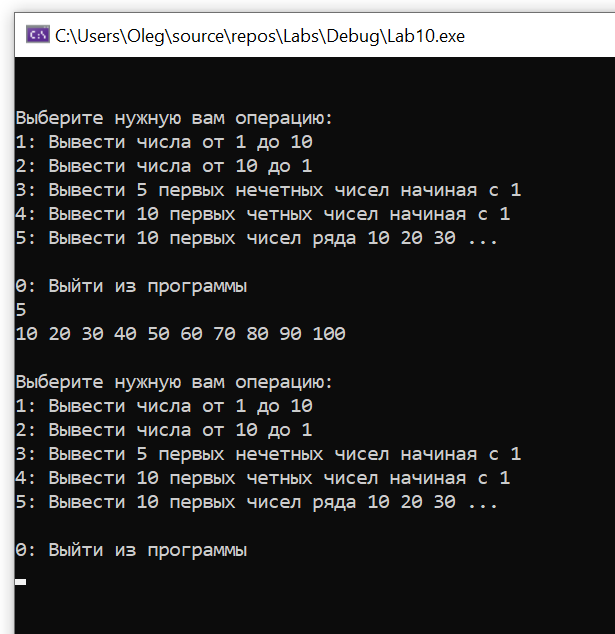 C:\Users\Oleg\source\repos\Labs\Debug\Lab10.exe
Выберите нужную вам операцию:
1: Вывести числа от 1 до 10
2: Вывести числа от 10 до 1
3: Вывести 5 первых нечетных чисел начиная с 1
4: Вывести 10 первых четных чисел начиная с 1
5: Вывести 10 первых чисел ряда 10 20 30 ...
0: Выйти из программы
5
10 20 30 40 50 60 70 80 90 100
Выберите нужную вам операцию:
1: Вывести числа от 1 до 10
2: Вывести числа от 10 до 1
3: Вывести 5 первых нечетных чисел начиная с 1
4: Вывести 10 первых четных чисел начиная с 1
5: Вывести 10 первых чисел ряда 10 20 30 ...
0: Выйти из программы